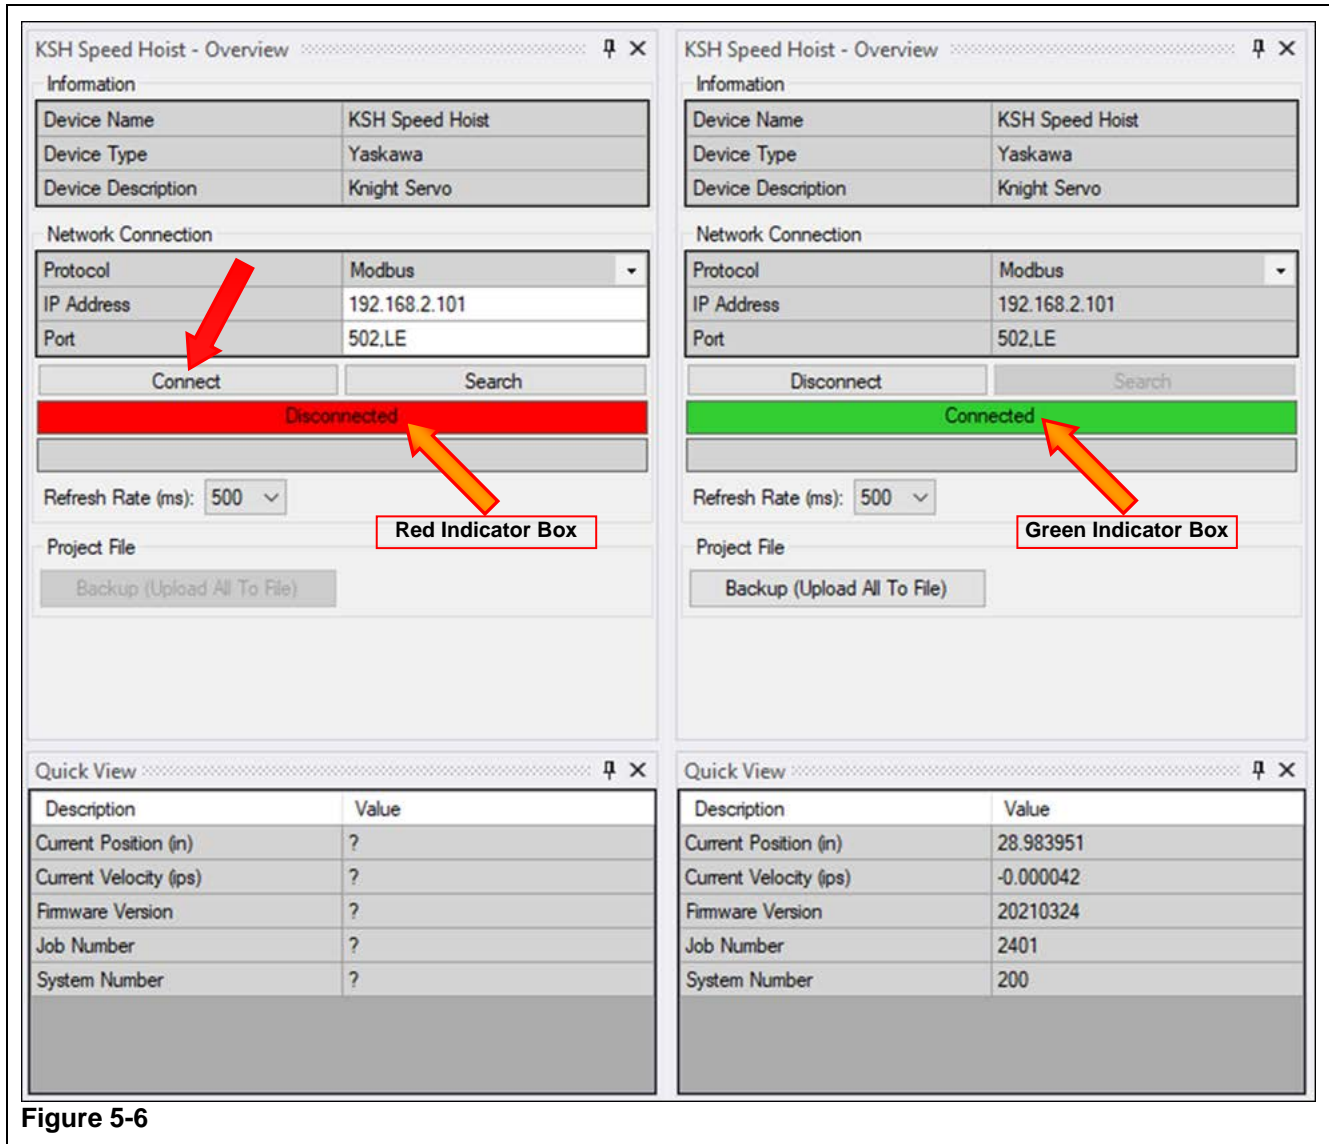 KSH Speed Hoist - Overview
Information
Device Name KSH Speed Hoist
Device Type Yaskawa
Device Description Knight Servo
Network Connection
Protocol Modbus
IP Address 192.168.2.101
Port 502,LE
Connect Search
Disconnected
Refresh Rate (ms): 500
Red Indicator Box
Project File
Backup (Upload All To File)
Quick View
Description Value
Current Position (in) ?
Current Velocity (ips) ?
Firmware Version ?
Job Number ?
System Number ?
KSH Speed Hoist - Overview
Information
Device Name KSH Speed Hoist
Device Type Yaskawa
Device Description Knight Servo
Network Connection
Protocol Modbus
IP Address 192.168.2.101
Port 502,LE
Disconnect Search
Connected
Refresh Rate (ms): 500
Green Indicator Box
Project File
Backup (Upload All To File)
Quick View
Description Value
Current Position (in) 28.983951
Current Velocity (ips) -0.000042
Firmware Version 20210324
Job Number 2401
System Number 200
Figure 5-6